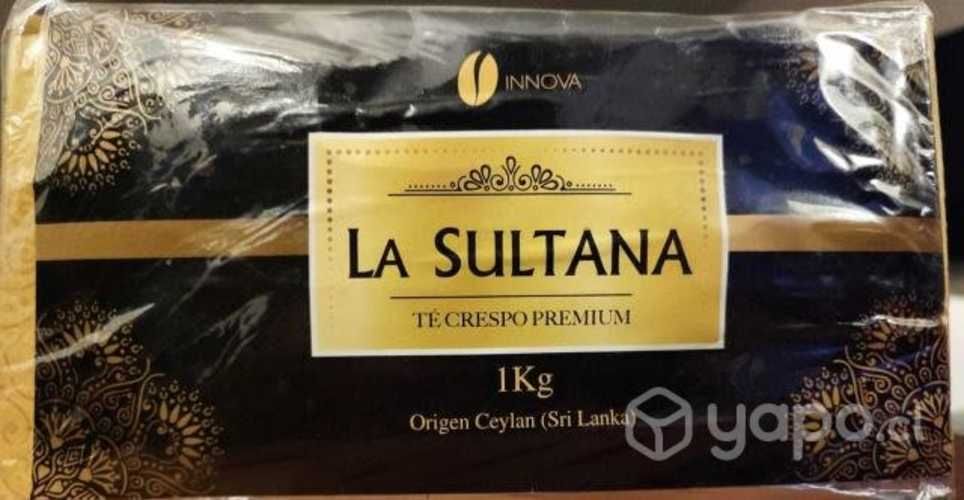 INNOVA
LA SULTANA
TÉ CRESPO PREMIUM
1Kg
Origen Ceylan (Sri Lanka)
yapo.cl